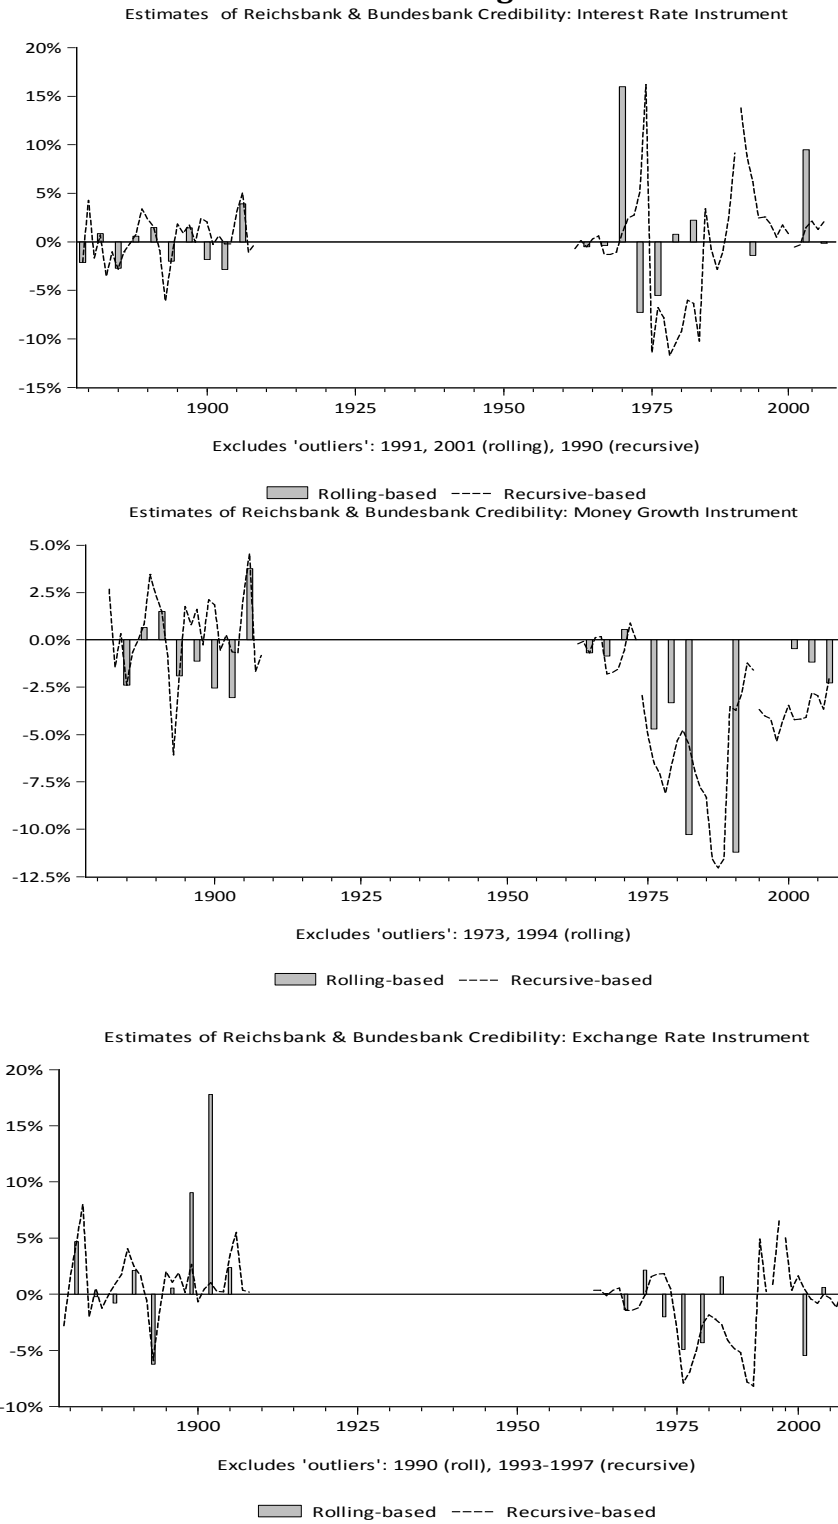 Estimates of Reichsbank & Bundesbank Credibility: Interest Rate Instrument
20%
15%
10%
5%
0%
-5%
-10%
-15%
1900 1925 1950 1975 2000
Excludes 'outliers': 1991, 2001 (rolling), 1990 (recursive)
Rolling-based Recursive-based
Estimates of Reichsbank & Bundesbank Credibility: Money Growth Instrument
5.0%
2.5%
0.0%
-2.5%
-5.0%
-7.5%
-10.0%
-12.5%
1900 1925 1950 1975 2000
Excludes 'outliers': 1973, 1994 (rolling)
Rolling-based Recursive-based
Estimates of Reichsbank & Bundesbank Credibility: Exchange Rate Instrument
20%
15%
10%
5%
0%
-5%
-10%
1900 1925 1950 1975 2000
Excludes 'outliers': 1990 (roll), 1993-1997 (recursive)
Rolling-based Recursive-based